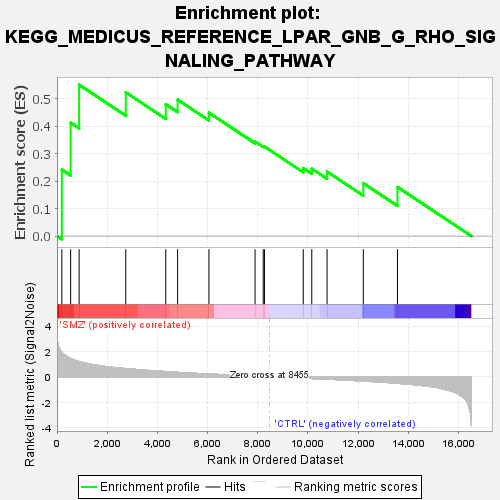 Enrichment plot:
KEGG_MEDICUS_REFERENCE_LPAR_GNB_G_RHO_SIG
NALING_PATHWAY
Enrichment score (ES)
0.5
0.4
0.3
0.2
0.1
0.0
'SMZ' (positively correlated)
Ranked list metric (Signal2Noise)
4
2
0
-2
-4
Zero cross at 8455
'CTRL' (negatively correlated)
0 2,000 4,000 6,000 8,000 10,000 12,000 14,000 16,000
Rank in Ordered Dataset
Enrichment profile Hits Ranking metric scores